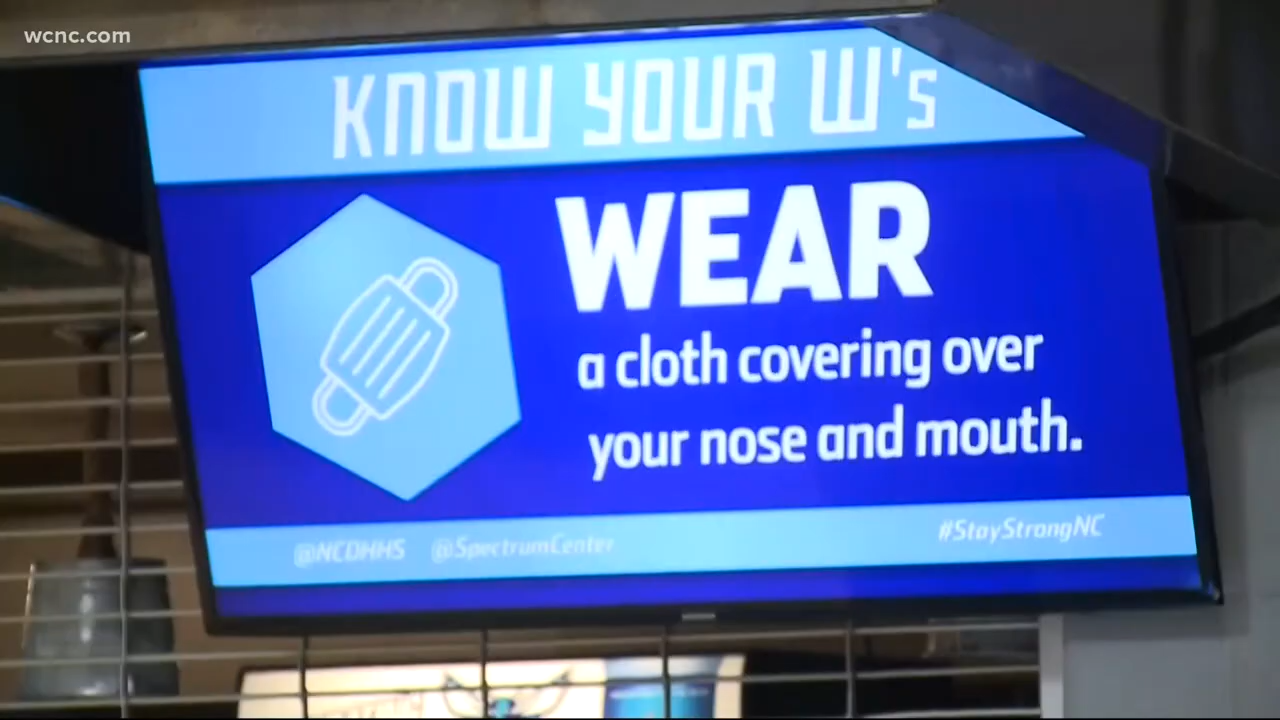 wcnc.com
KNOW YOUR W's
WEAR
a cloth covering over
your nose and mouth.
@NCDHHS @SpectrumCenter #StayStrongNC